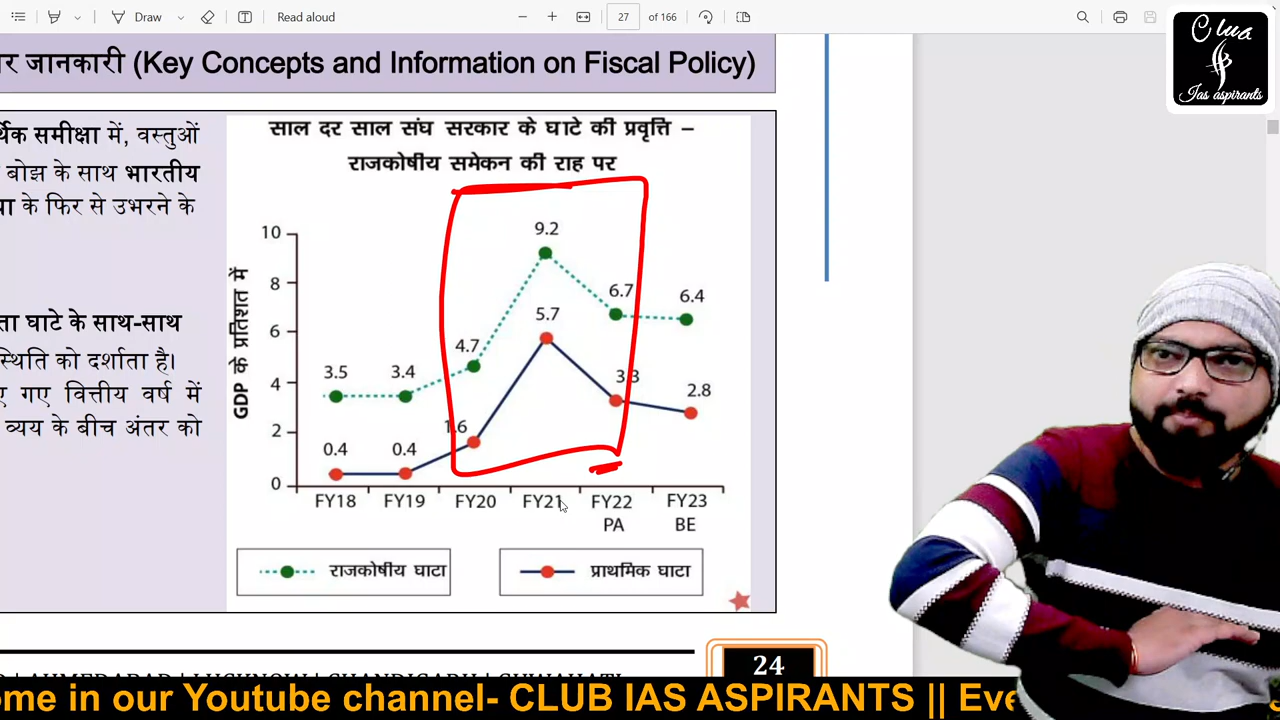 Draw
Read aloud
27 of 166
Clua
Ias aspirants
र जानकारी (Key Concepts and Information on Fiscal Policy)
र्थिक समीक्षा में, वस्तुओं
बोझ के साथ भारतीय
के फिर से उभरने के
ता घाटे के साथ-साथ
स्थिति को दर्शाता है।
ए गए वित्तीय वर्ष में
व्यय के बीच अंतर को
साल दर साल संघ सरकार के घाटे की प्रवृत्ति –
राजकोषीय समेकन की राह पर
GDP के प्रतिशत में
10
8
6
4
2
0
3.5
3.4
4.7
9.2
6.7
6.4
0.4
0.4
1.6
5.7
3.3
2.8
FY18 FY19 FY20 FY21 FY22 FY23
PA BE
राजकोषीय घाटा
प्राथमिक घाटा
24
ome in our Youtube channel- CLUB IAS ASPIRANTS || Eve